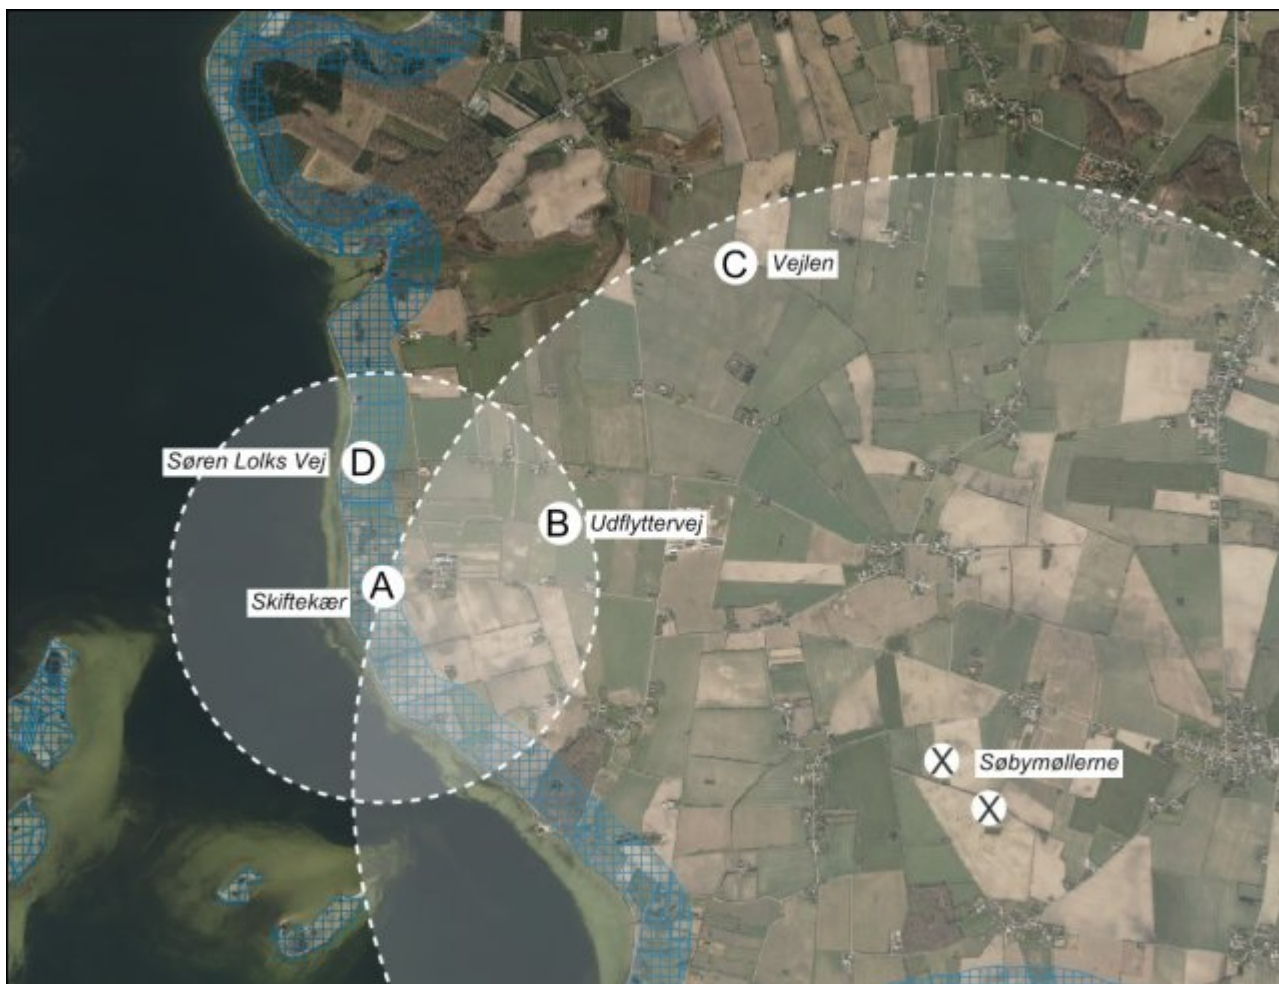 C Vejlen
Søren Lolks Vej D
B Udflyttervej
A
Skiftekær
X Søbymøllerne
X